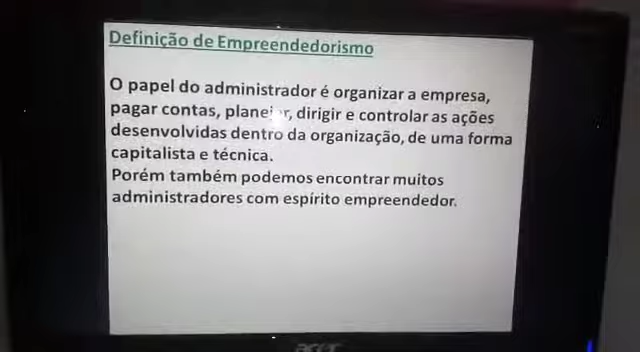 Definição de Empreendedorismo
O papel do administrador é organizar a empresa,
pagar contas, planejar, dirigir e controlar as ações
desenvolvidas dentro da organização, de uma forma
capitalista e técnica.
Porém também podemos encontrar muitos
administradores com espírito empreendedor.
acer